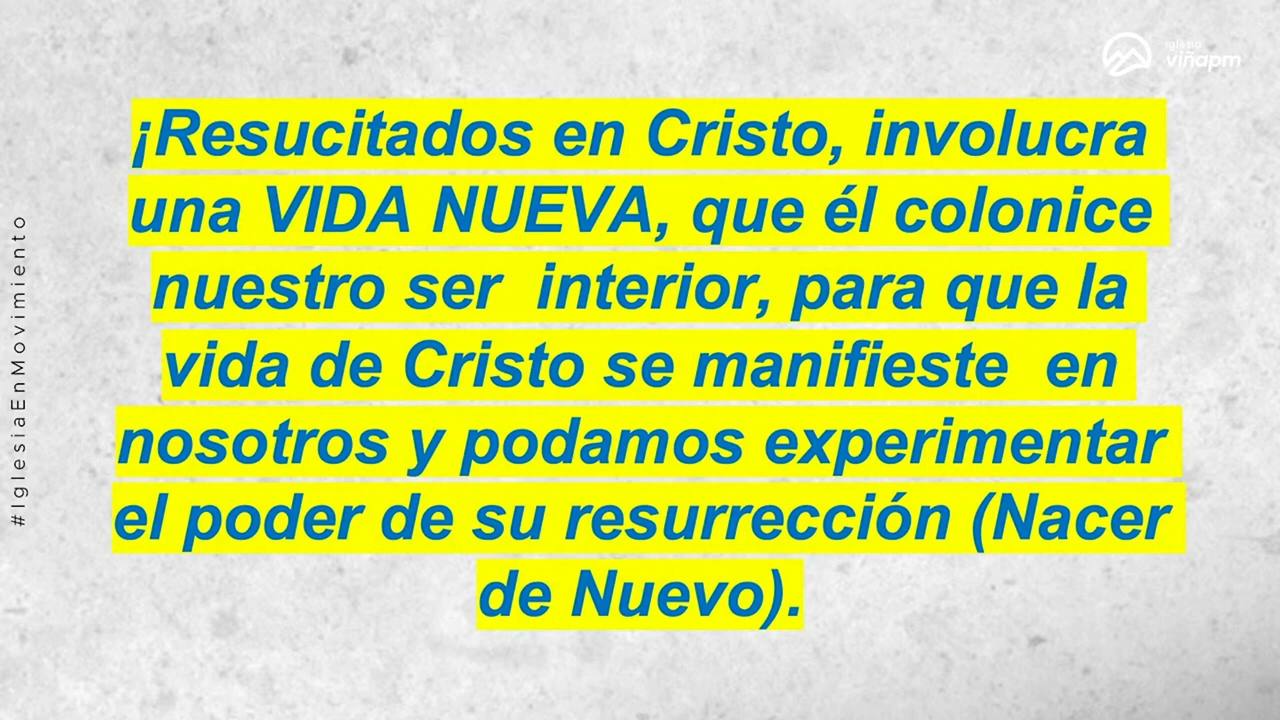 iglesia
viñapm
¡Resucitados en Cristo, involucra
una VIDA NUEVA, que él colonice
nuestro ser  interior, para que la
vida de Cristo se manifieste  en
nosotros y podamos experimentar
el poder de su resurrección (Nacer
de Nuevo).
#IglesiaEnMovimiento